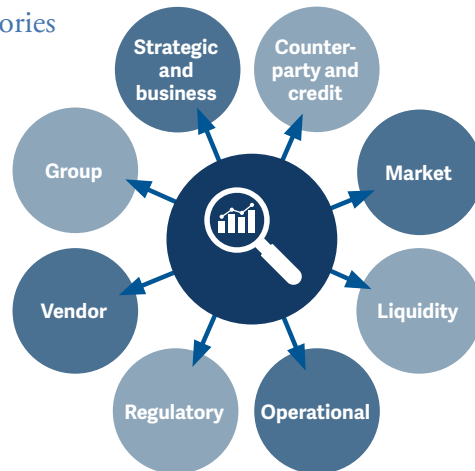 ories
Strategic
and
business
Counter-
party and
credit
Group
Market
Vendor
Liquidity
Regulatory
Operational